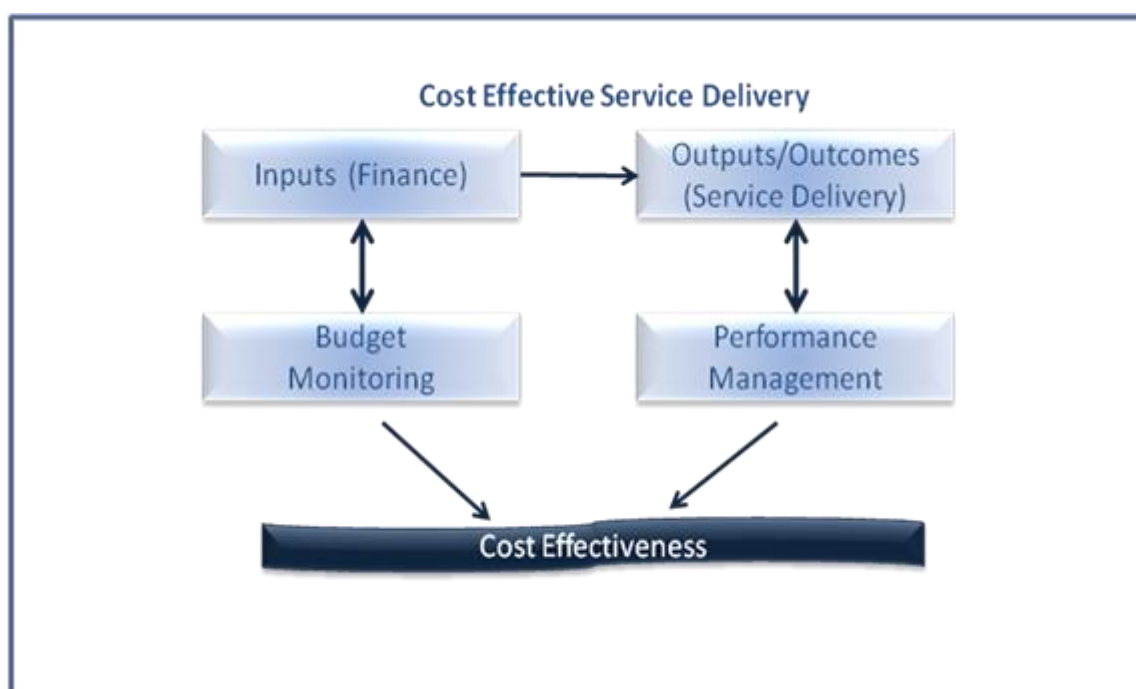 Cost Effective Service Delivery
Inputs (Finance)
Outputs/Outcomes
(Service Delivery)
Budget
Monitoring
Performance
Management
Cost Effectiveness